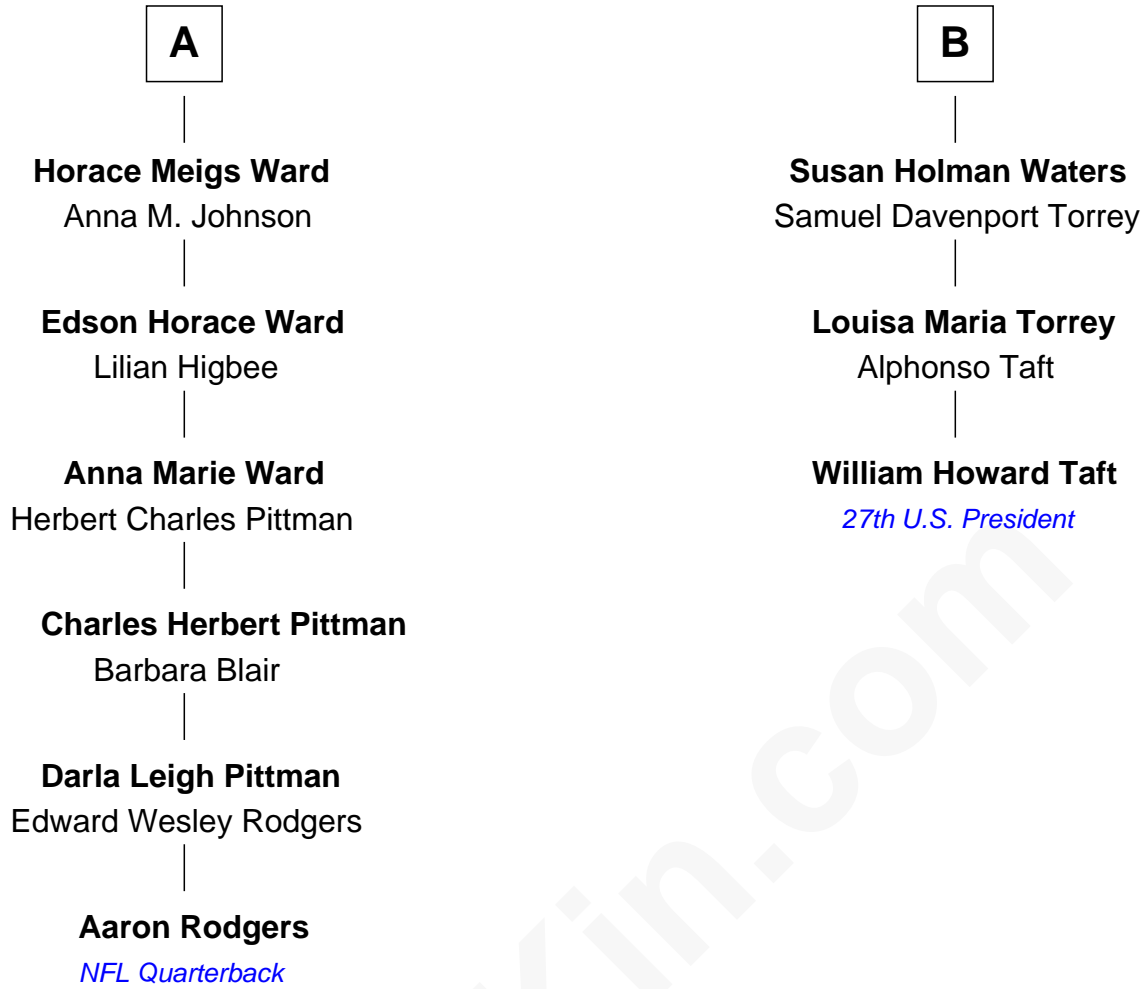 A
Horace Meigs Ward
Anna M. Johnson
Edson Horace Ward
Lilian Higbee
Anna Marie Ward
Herbert Charles Pittman
Charles Herbert Pittman
Barbara Blair
Darla Leigh Pittman
Edward Wesley Rodgers
Aaron Rodgers
NFL Quarterback
B
Susan Holman Waters
Samuel Davenport Torrey
Louisa Maria Torrey
Alphonso Taft
William Howard Taft
27th U.S. President
Kin.com